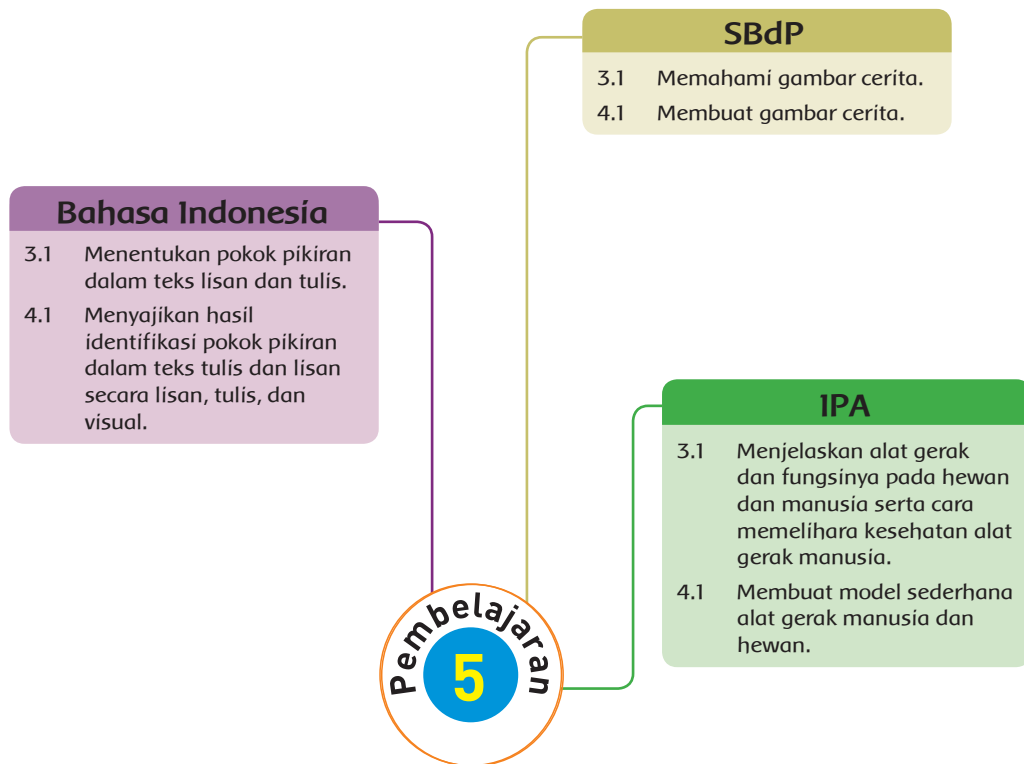 SBdP
3.1 Memahami gambar cerita.
4.1 Membuat gambar cerita.
Bahasa Indonesia
3.1 Menentukan pokok pikiran
dalam teks lisan dan tulis.
4.1 Menyajikan hasil
identifikasi pokok pikiran
dalam teks tulis dan lisan
secara lisan, tulis, dan
visual.
IPA
3.1 Menjelaskan alat gerak
dan fungsinya pada hewan
dan manusia serta cara
memelihara kesehatan alat
gerak manusia.
4.1 Membuat model sederhana
alat gerak manusia dan
hewan.
Pembelajaran
5